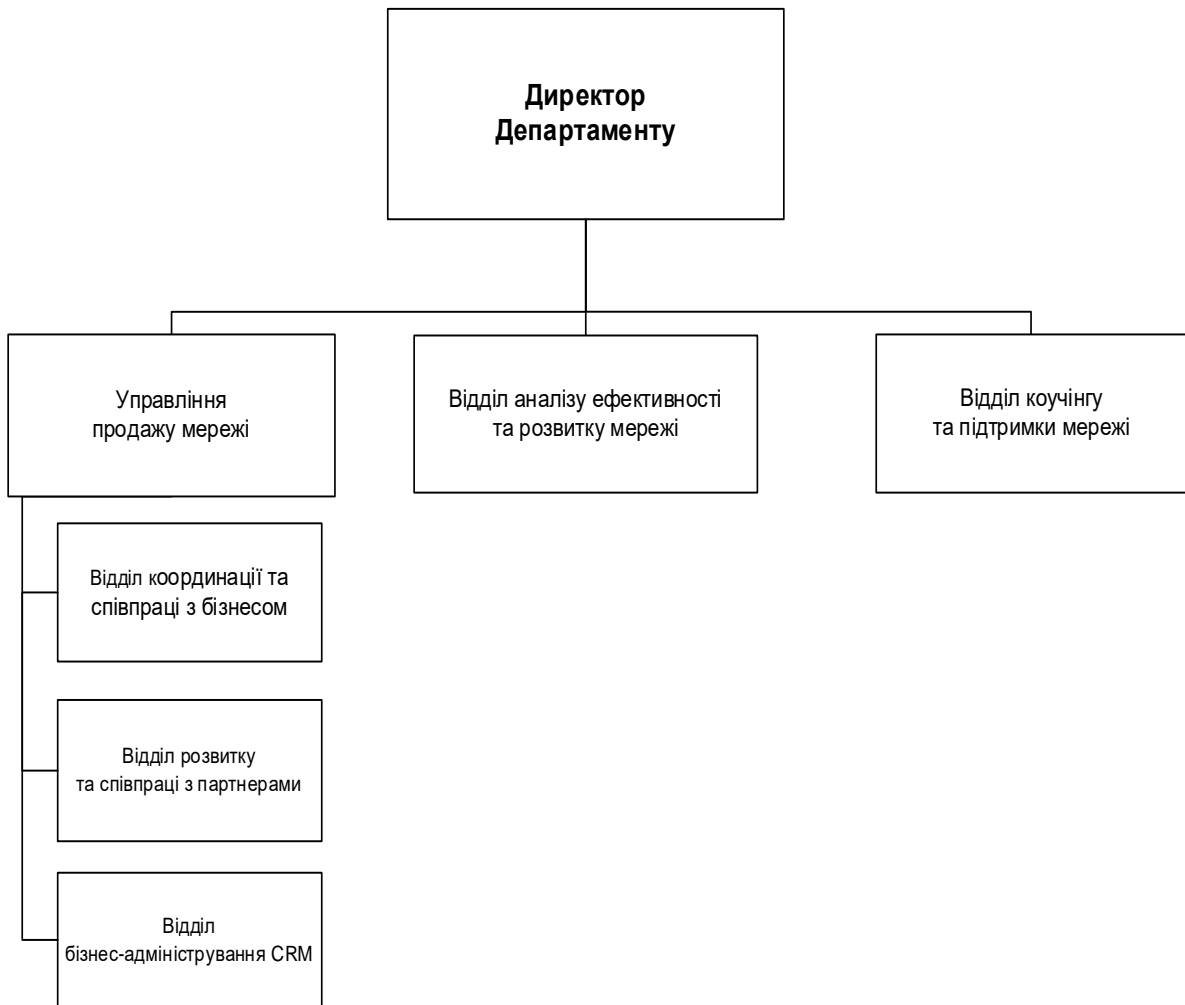 Директор
Департаменту
Управління
продажу мережі
Відділ аналізу ефективності
та розвитку мережі
Відділ коучінгу
та підтримки мережі
Відділ координації та
співпраці з бізнесом
Відділ розвитку
та співпраці з партнерами
Відділ
бізнес-адміністрування CRM